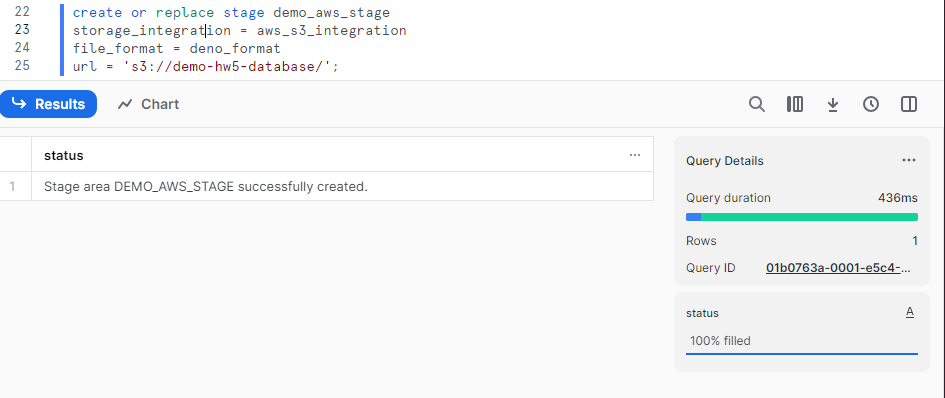 22 create or replace stage demo_aws_stage
23 storage_integration = aws_s3_integration
24 file_format = deno_format
25 url = 's3://demo-hw5-database/';
Results Chart
status ...
1 Stage area DEMO_AWS_STAGE successfully created.
Query Details ...
Query duration 436ms
Rows 1
Query ID 01b0763a-0001-e5c4-...
status A
100% filled